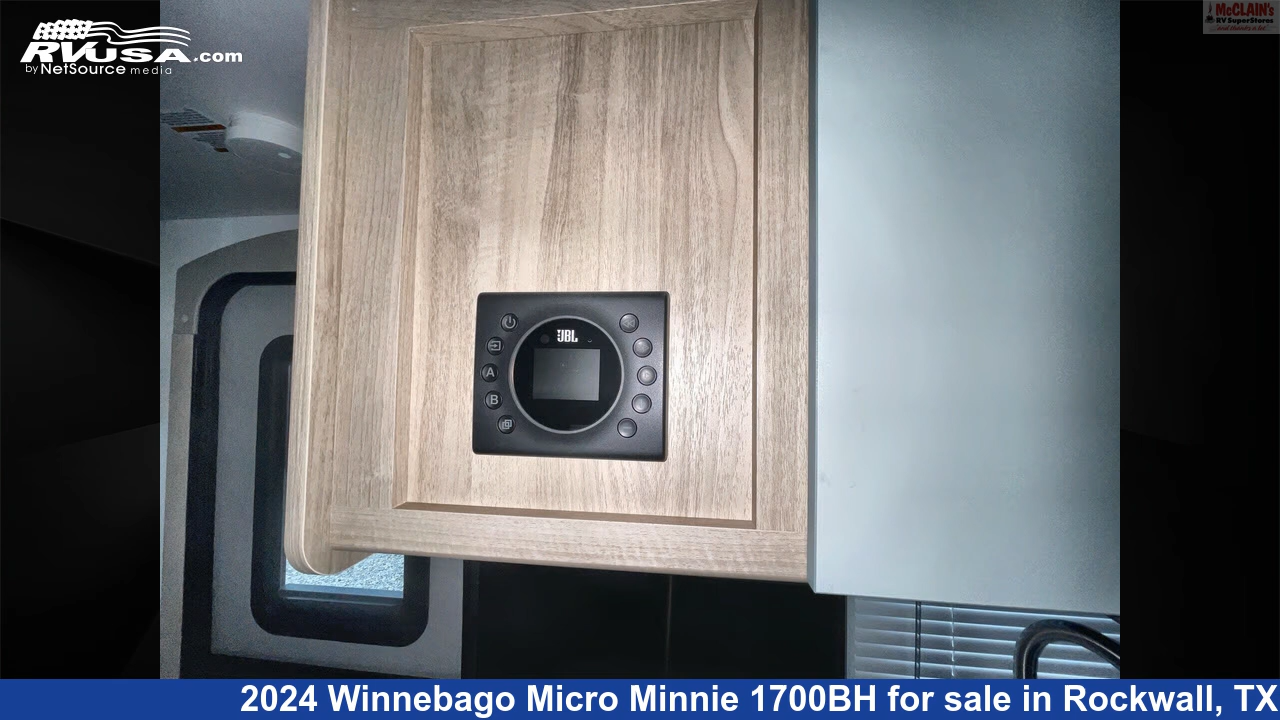 RVUSA.com
by NetSource media
McCLAIN's
RV SuperStores
JBL
A
B
2024 Winnebago Micro Minnie 1700BH for sale in Rockwall, TX